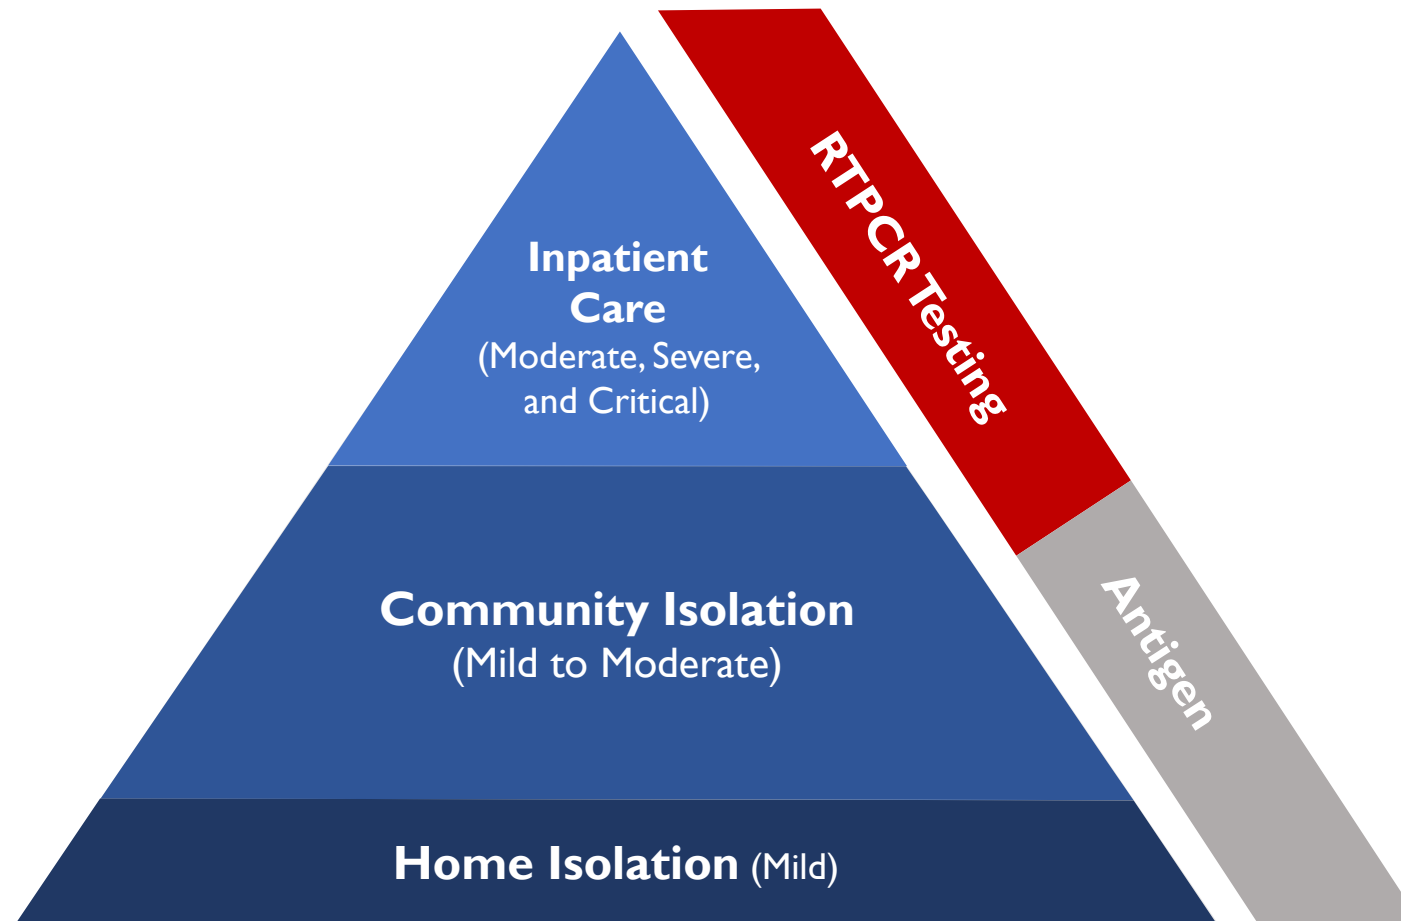 Inpatient
Care
(Moderate, Severe,
and Critical)
RTPCR Testing
Community Isolation
(Mild to Moderate)
Antigen
Home Isolation (Mild)